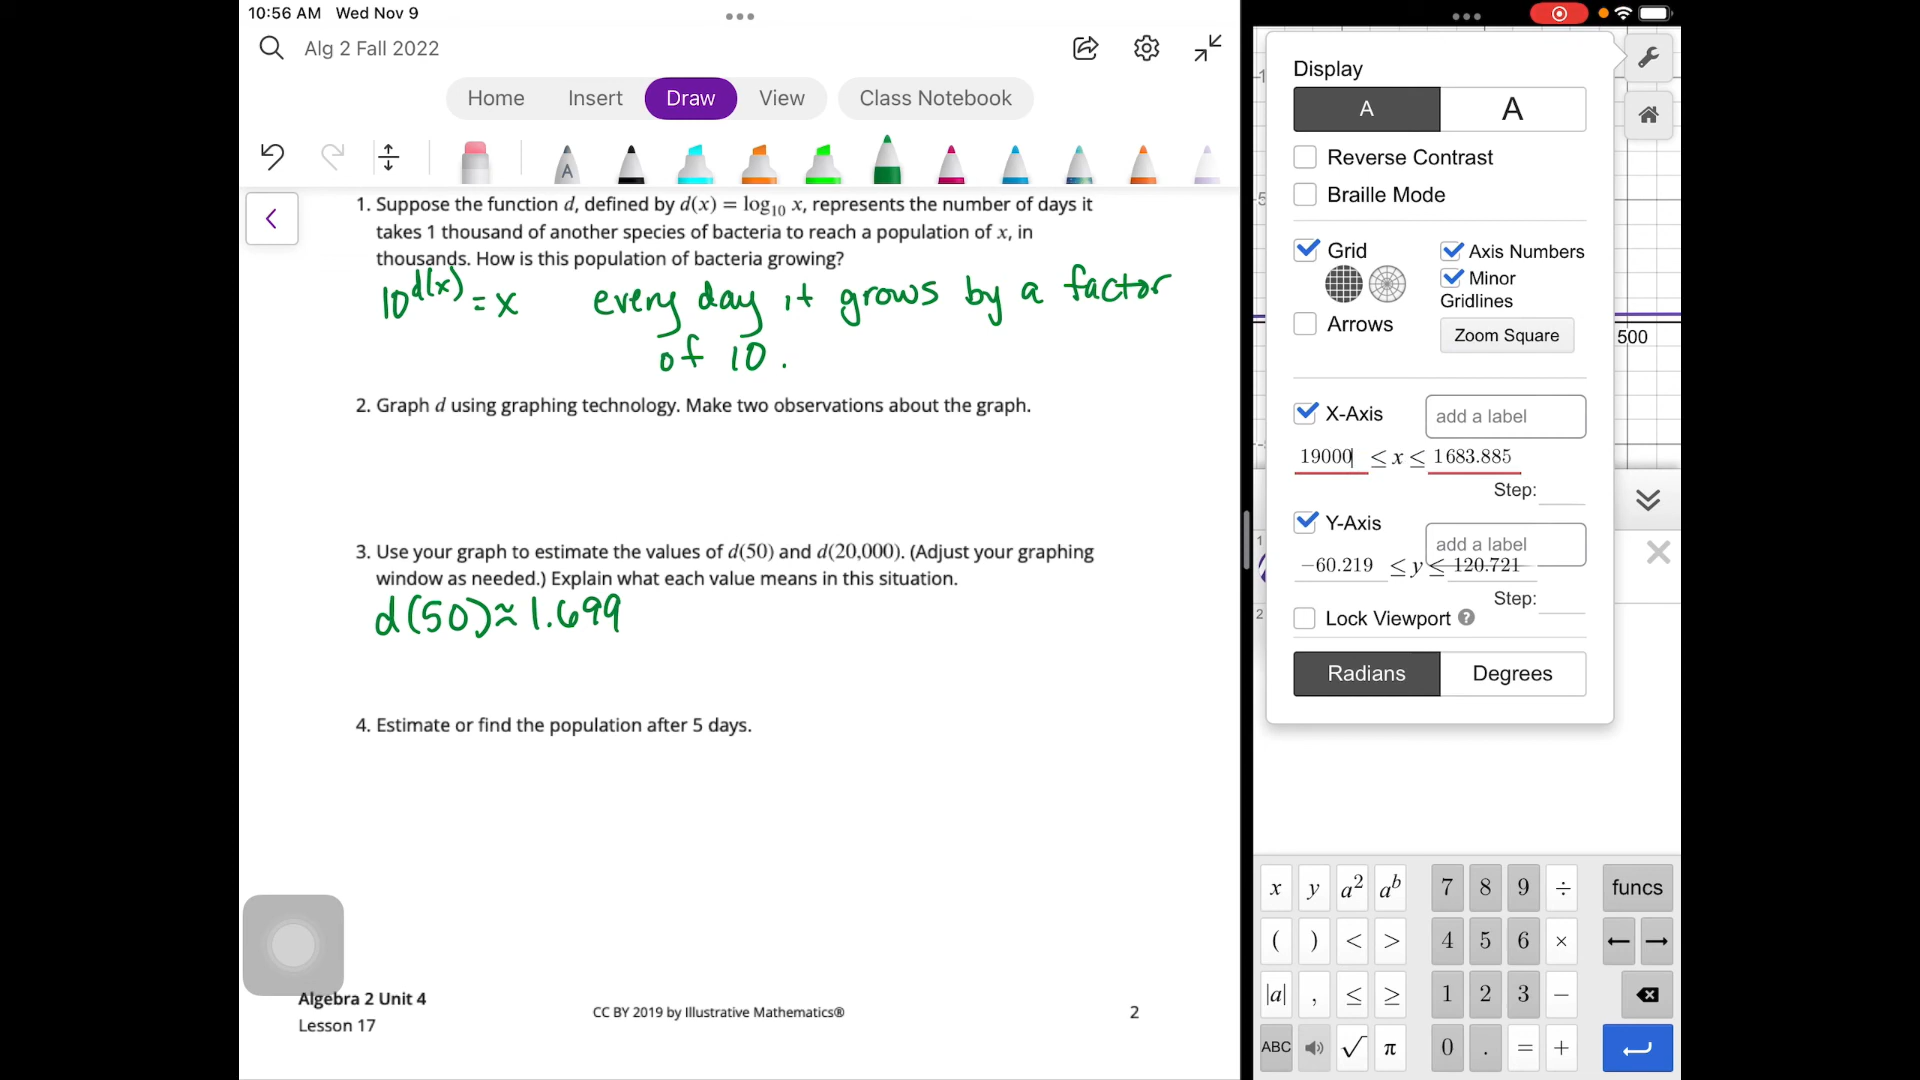 10:56 AM Wed Nov 9
Alg 2 Fall 2022
Home Insert Draw View Class Notebook
A
1. Suppose the function d, defined by d(x) = log₁₀ x, represents the number of days it
takes 1 thousand of another species of bacteria to reach a population of x, in
thousands. How is this population of bacteria growing?
10^d(x) = x every day it grows by a factor
of 10.
2. Graph d using graphing technology. Make two observations about the graph.
3. Use your graph to estimate the values of d(50) and d(20,000). (Adjust your graphing
window as needed.) Explain what each value means in this situation.
d(50)≈1.699
4. Estimate or find the population after 5 days.
Algebra 2 Unit 4
Lesson 17
CC BY 2019 by Illustrative Mathematics®
2
Display
A A
Reverse Contrast
Braille Mode
Grid
Axis Numbers
Minor
Gridlines
Arrows
Zoom Square
500
X-Axis
add a label
19000 ≤ x ≤ 1683.885
Step:
Y-Axis
add a label
−60.219 ≤ y ≤ 120.721
Step:
Lock Viewport ?
Radians Degrees
1
2
x y a² a^b 7 8 9 ÷ funcs
( ) < > 4 5 6 × ← →
|a| , ≤ ≥ 1 2 3 −
ABC √ π 0 . = +